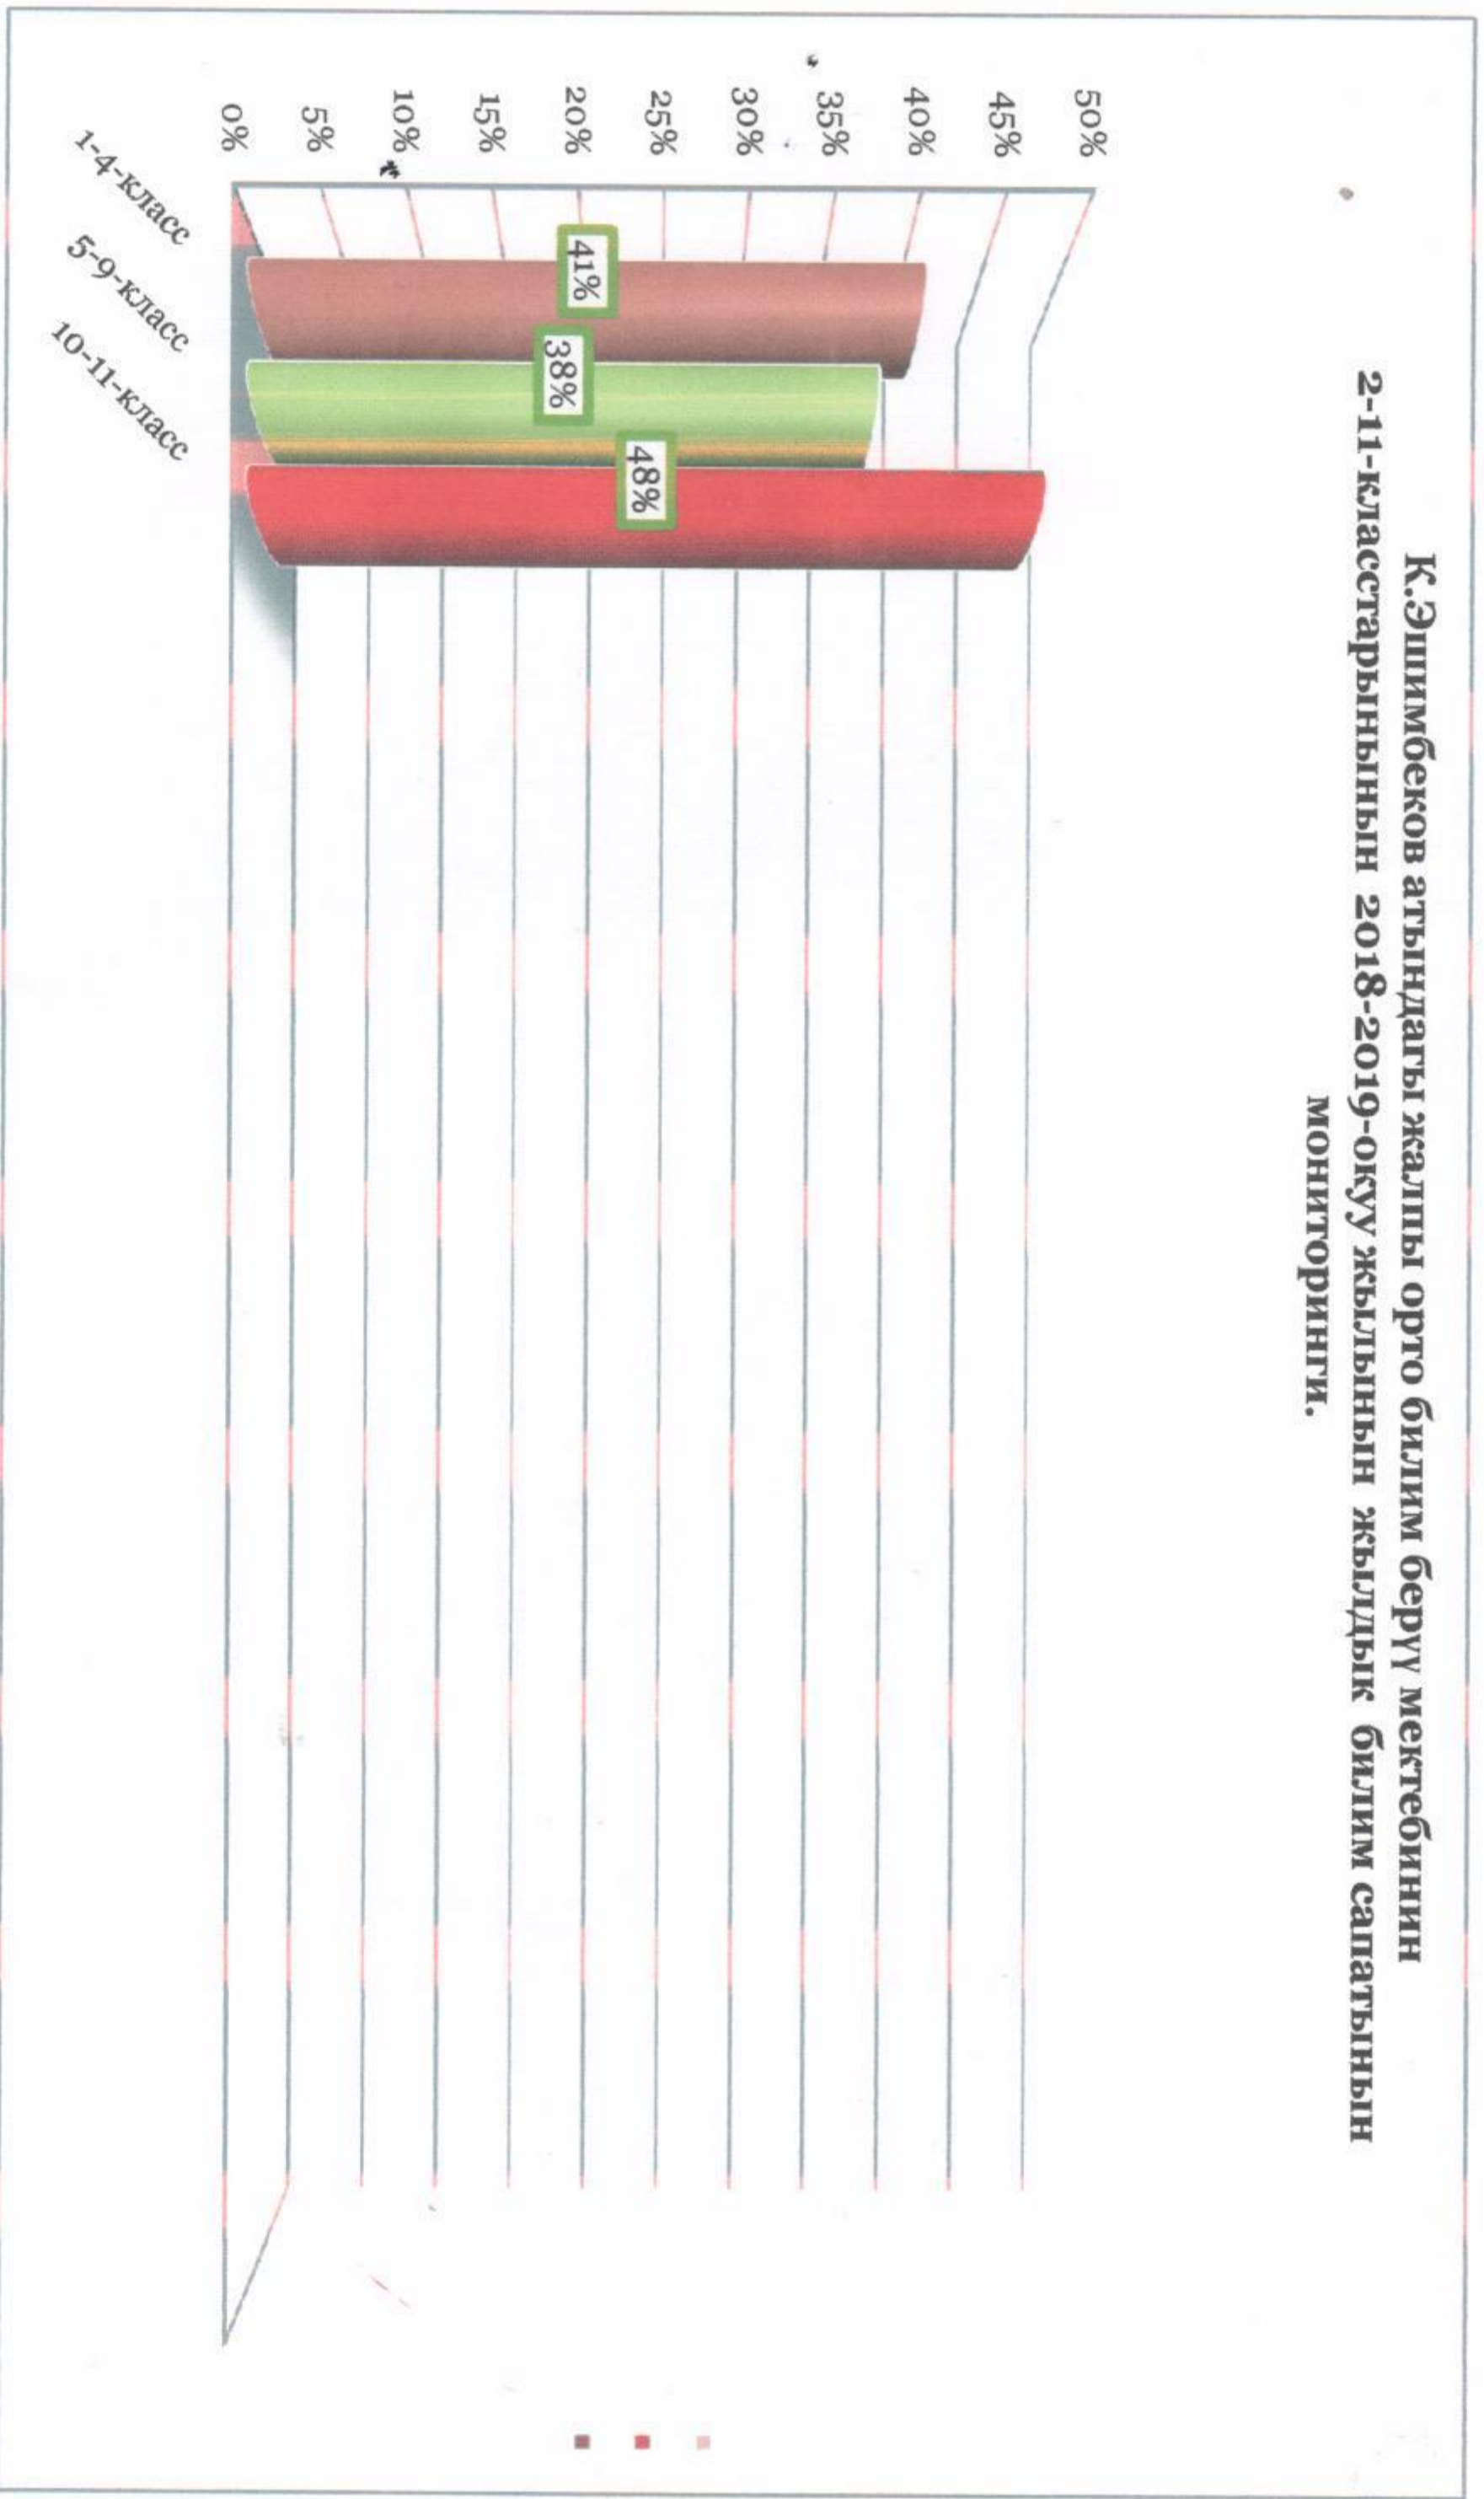 К.Эшимбеков атындагы жалпы орто билим берүү мектебинин
2-11-класстарынынын 2018-2019-окуу жылынын жылдык билим сапатынын
мониторинги.
50%
45%
40%
35%
30%
25%
20%
15%
10%
5%
0%
41%
38%
48%
1-4-класс
5-9-класс
10-11-класс